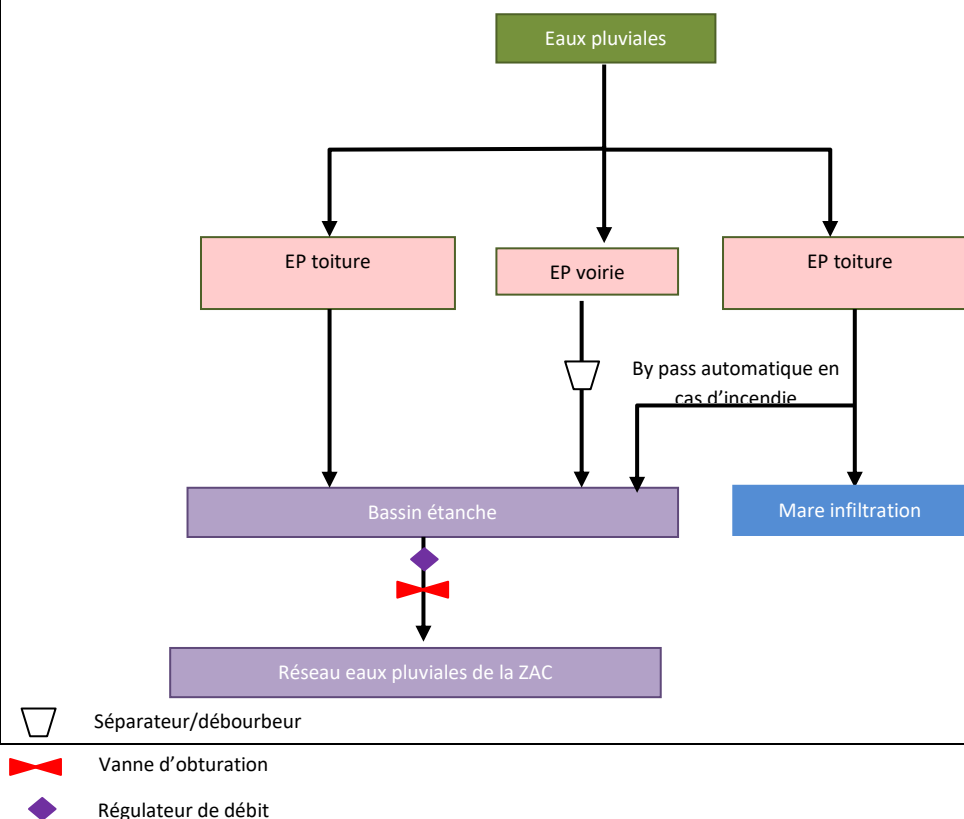 Eaux pluviales
EP toiture
EP voirie
EP toiture
By pass automatique en
cas d'incendie
Bassin étanche
Mare infiltration
Réseau eaux pluviales de la ZAC
Séparateur/débourbeur
Vanne d'obturation
Régulateur de débit